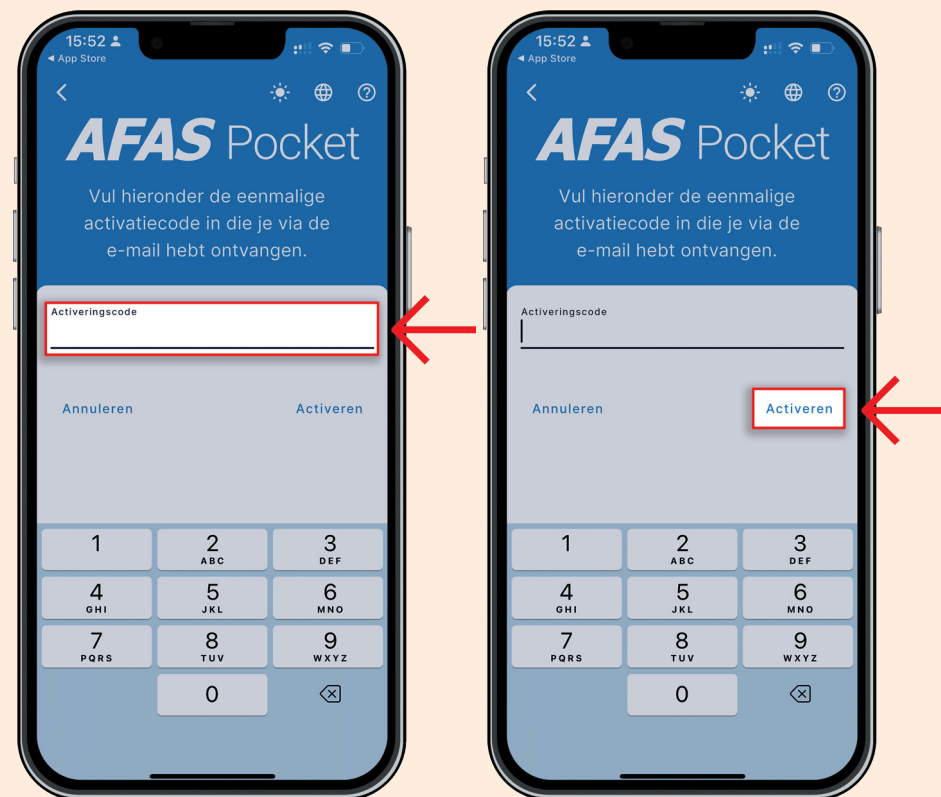 15:52
◀ App Store
AFAS Pocket
Vul hieronder de eenmalige
activatiecode in die je via de
e-mail hebt ontvangen.
Activeringscode
Annuleren
Activeren
1
2
ABC
3
DEF
4
GHI
5
JKL
6
MNO
7
PQRS
8
TUV
9
WXYZ
0
15:52
◀ App Store
AFAS Pocket
Vul hieronder de eenmalige
activatiecode in die je via de
e-mail hebt ontvangen.
Activeringscode
Annuleren
Activeren
1
2
ABC
3
DEF
4
GHI
5
JKL
6
MNO
7
PQRS
8
TUV
9
WXYZ
0